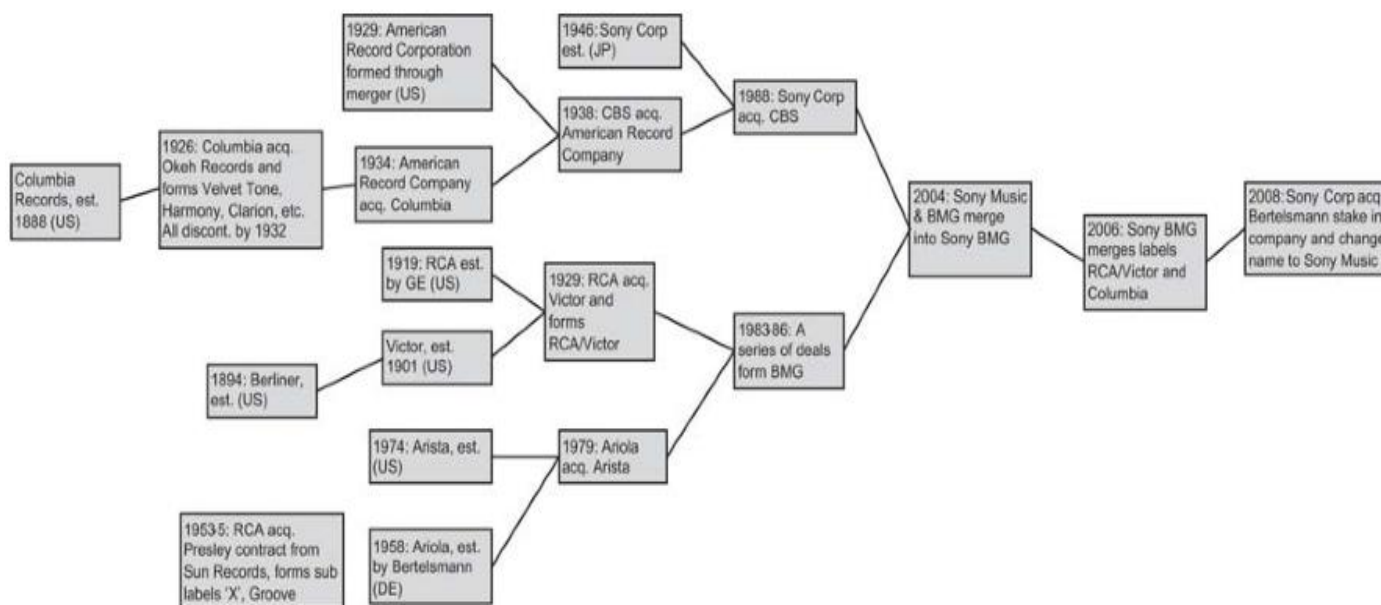 Columbia
Records, est.
1888 (US)
1926: Columbia acq.
Okeh Records and
forms Velvet Tone,
Harmony, Clarion, etc.
All discont. by 1932
1929: American
Record Corporation
formed through
merger (US)
1934: American
Record Company
acq. Columbia
1946: Sony Corp
est. (JP)
1938: CBS acq.
American Record
Company
1988: Sony Corp
acq. CBS
1919: RCA est.
by GE (US)
1894: Berliner,
est. (US)
Victor, est.
1901 (US)
1929: RCA acq.
Victor and
forms
RCA/Victor
1974: Arista, est.
(US)
1953-5: RCA acq.
Presley contract from
Sun Records, forms sub
labels 'X', Groove
1958: Ariola, est.
by Bertelsmann
(DE)
1979: Ariola
acq. Arista
1983-86: A
series of deals
form BMG
2004: Sony Music
& BMG merge
into Sony BMG
2006: Sony BMG
merges labels
RCA/Victor and
Columbia
2008: Sony Corp acq
Bertelsmann stake in
company and change
name to Sony Music